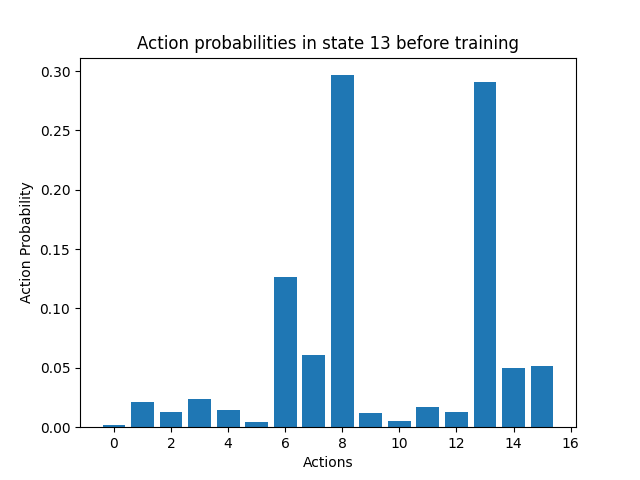 Action probabilities in state 13 before training
0.30
0.25
0.20
0.15
0.10
0.05
0.00
Action Probability
0 2 4 6 8 10 12 14 16
Actions